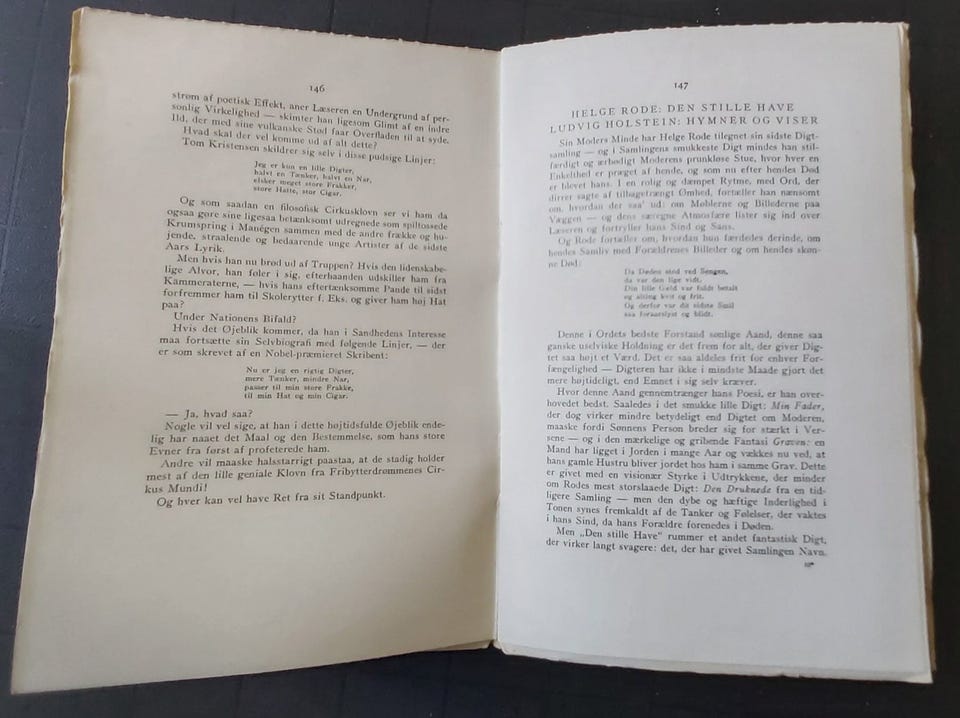 146
strøm af poetisk Effekt, aner Læseren en Undergrund af per-
sonlig Virkelighed — skimter han ligesom Glimt af en indre
Ild, der med sine vulkanske Stød faar Overfladen til at syde.
Hvad skal der vel komme ud af alt dette?
Tom Kristensen skildrer sig selv i disse pudsige Linjer:
Jeg er kun en lille Digter,
halvt en Tænker, halvt en Nar,
elsker meget store Frakker,
store Hatte, stor Cigar.
Og som saadan en filosofisk Cirkusklovn ser vi ham da
ogsaa gøre sine ligesaa betænksomt udregnede som spiltossede
Krumspring i Manégen sammen med de andre frække og hu-
jende, straalende og bedaarende unge Artister af de sidste
Aars Lyrik.
Men hvis han nu brød ud af Truppen? Hvis den lidenskabe-
lige Alvor, han føler i sig, efterhaanden udskiller ham fra
Kammeraterne, — hvis hans eftertænksomme Pande til sidst
forfremmer ham til Skolerytter f. Eks. og giver ham høj Hat
paa?
Under Nationens Bifald?
Hvis det Øjeblik kommer, da han i Sandhedens Interesse
maa fortsætte sin Selvbiografi med følgende Linjer, — der
er som skrevet af en Nobel-præmieret Skribent:
Nu er jeg en rigtig Digter,
mere Tænker, mindre Nar,
passer til min store Frakke,
til min Hat og min Cigar.
— Ja, hvad saa?
Nogle vil vel sige, at han i dette højtidsfulde Øjeblik ende-
lig har naaet det Maal og den Bestemmelse, som hans store
Evner fra først af profeterede ham.
Andre vil maaske halsstarrigt paastaa, at de stadig holder
mest af den lille geniale Klovn fra Fribytterdrømmenes Cir-
kus Mundi!
Og hver kan vel have Ret fra sit Standpunkt.
147
HELGE RODE: DEN STILLE HAVE
LUDVIG HOLSTEIN: HYMNER OG VISER
Sin Moders Minde har Helge Rode tilegnet sin sidste Digt-
samling — og i Samlingens smukkeste Digt mindes han stil-
færdigt og ærbødigt Moderens prunkløse Stue, hvor hver en
Enkelthed er præget af hende, og som nu efter hendes Død
er blevet hans. I en rolig og dæmpet Rytme, med Ord, der
dirrer sagte af tilbagetrængt Ømhed, fortæller han nænsomt
om, hvordan der saa' ud: om Møblerne og Billederne paa
Væggen — og dens særegne Atmosfære lister sig ind over
Læseren og fortryller hans Sind og Sans.
Og Rode fortæller om, hvordan hun færdedes derinde, om
hendes Samliv med Forældrenes Billeder og om hendes skøn-
ne Død:
Da Døden stod ved Sengen,
da var den lige vidt,
Din lille Gæld var fuldt betalt
og alting kvit og frit.
Og derfor var dit sidste Smil
saa foraarslyst og blidt.
Denne i Ordets bedste Forstand sønlige Aand, denne saa
ganske uselviske Holdning er det frem for alt, der giver Dig-
tet saa højt et Værd. Det er saa aldeles frit for enhver For-
fængelighed — Digteren har ikke i mindste Maade gjort det
mere højtideligt, end Emnet i sig selv kræver.
Hvor denne Aand gennemtrænger hans Poesi, er han over-
hovedet bedst. Saaledes i det smukke lille Digt: Min Fader,
der dog virker mindre betydeligt end Digtet om Moderen,
maaske fordi Sønnens Person breder sig for stærkt i Ver-
sene — og i den mærkelige og gribende Fantasi Graven: en
Mand har ligget i Jorden i mange Aar og vækkes nu ved, at
hans gamle Hustru bliver jordet hos ham i samme Grav. Dette
er givet med en visionær Styrke i Udtrykkene, der minder
om Rodes mest storslaaede Digt: Den Druknede fra en tid-
ligere Samling — men den dybe og hæftige Inderlighed i
Tonen synes fremkaldt af de Tanker og Følelser, der vaktes
i hans Sind, da hans Forældre forenedes i Døden.
Men „Den stille Have" rummer et andet fantastisk Digt,
der virker langt svagere: det, der har givet Samlingen Navn.
10*